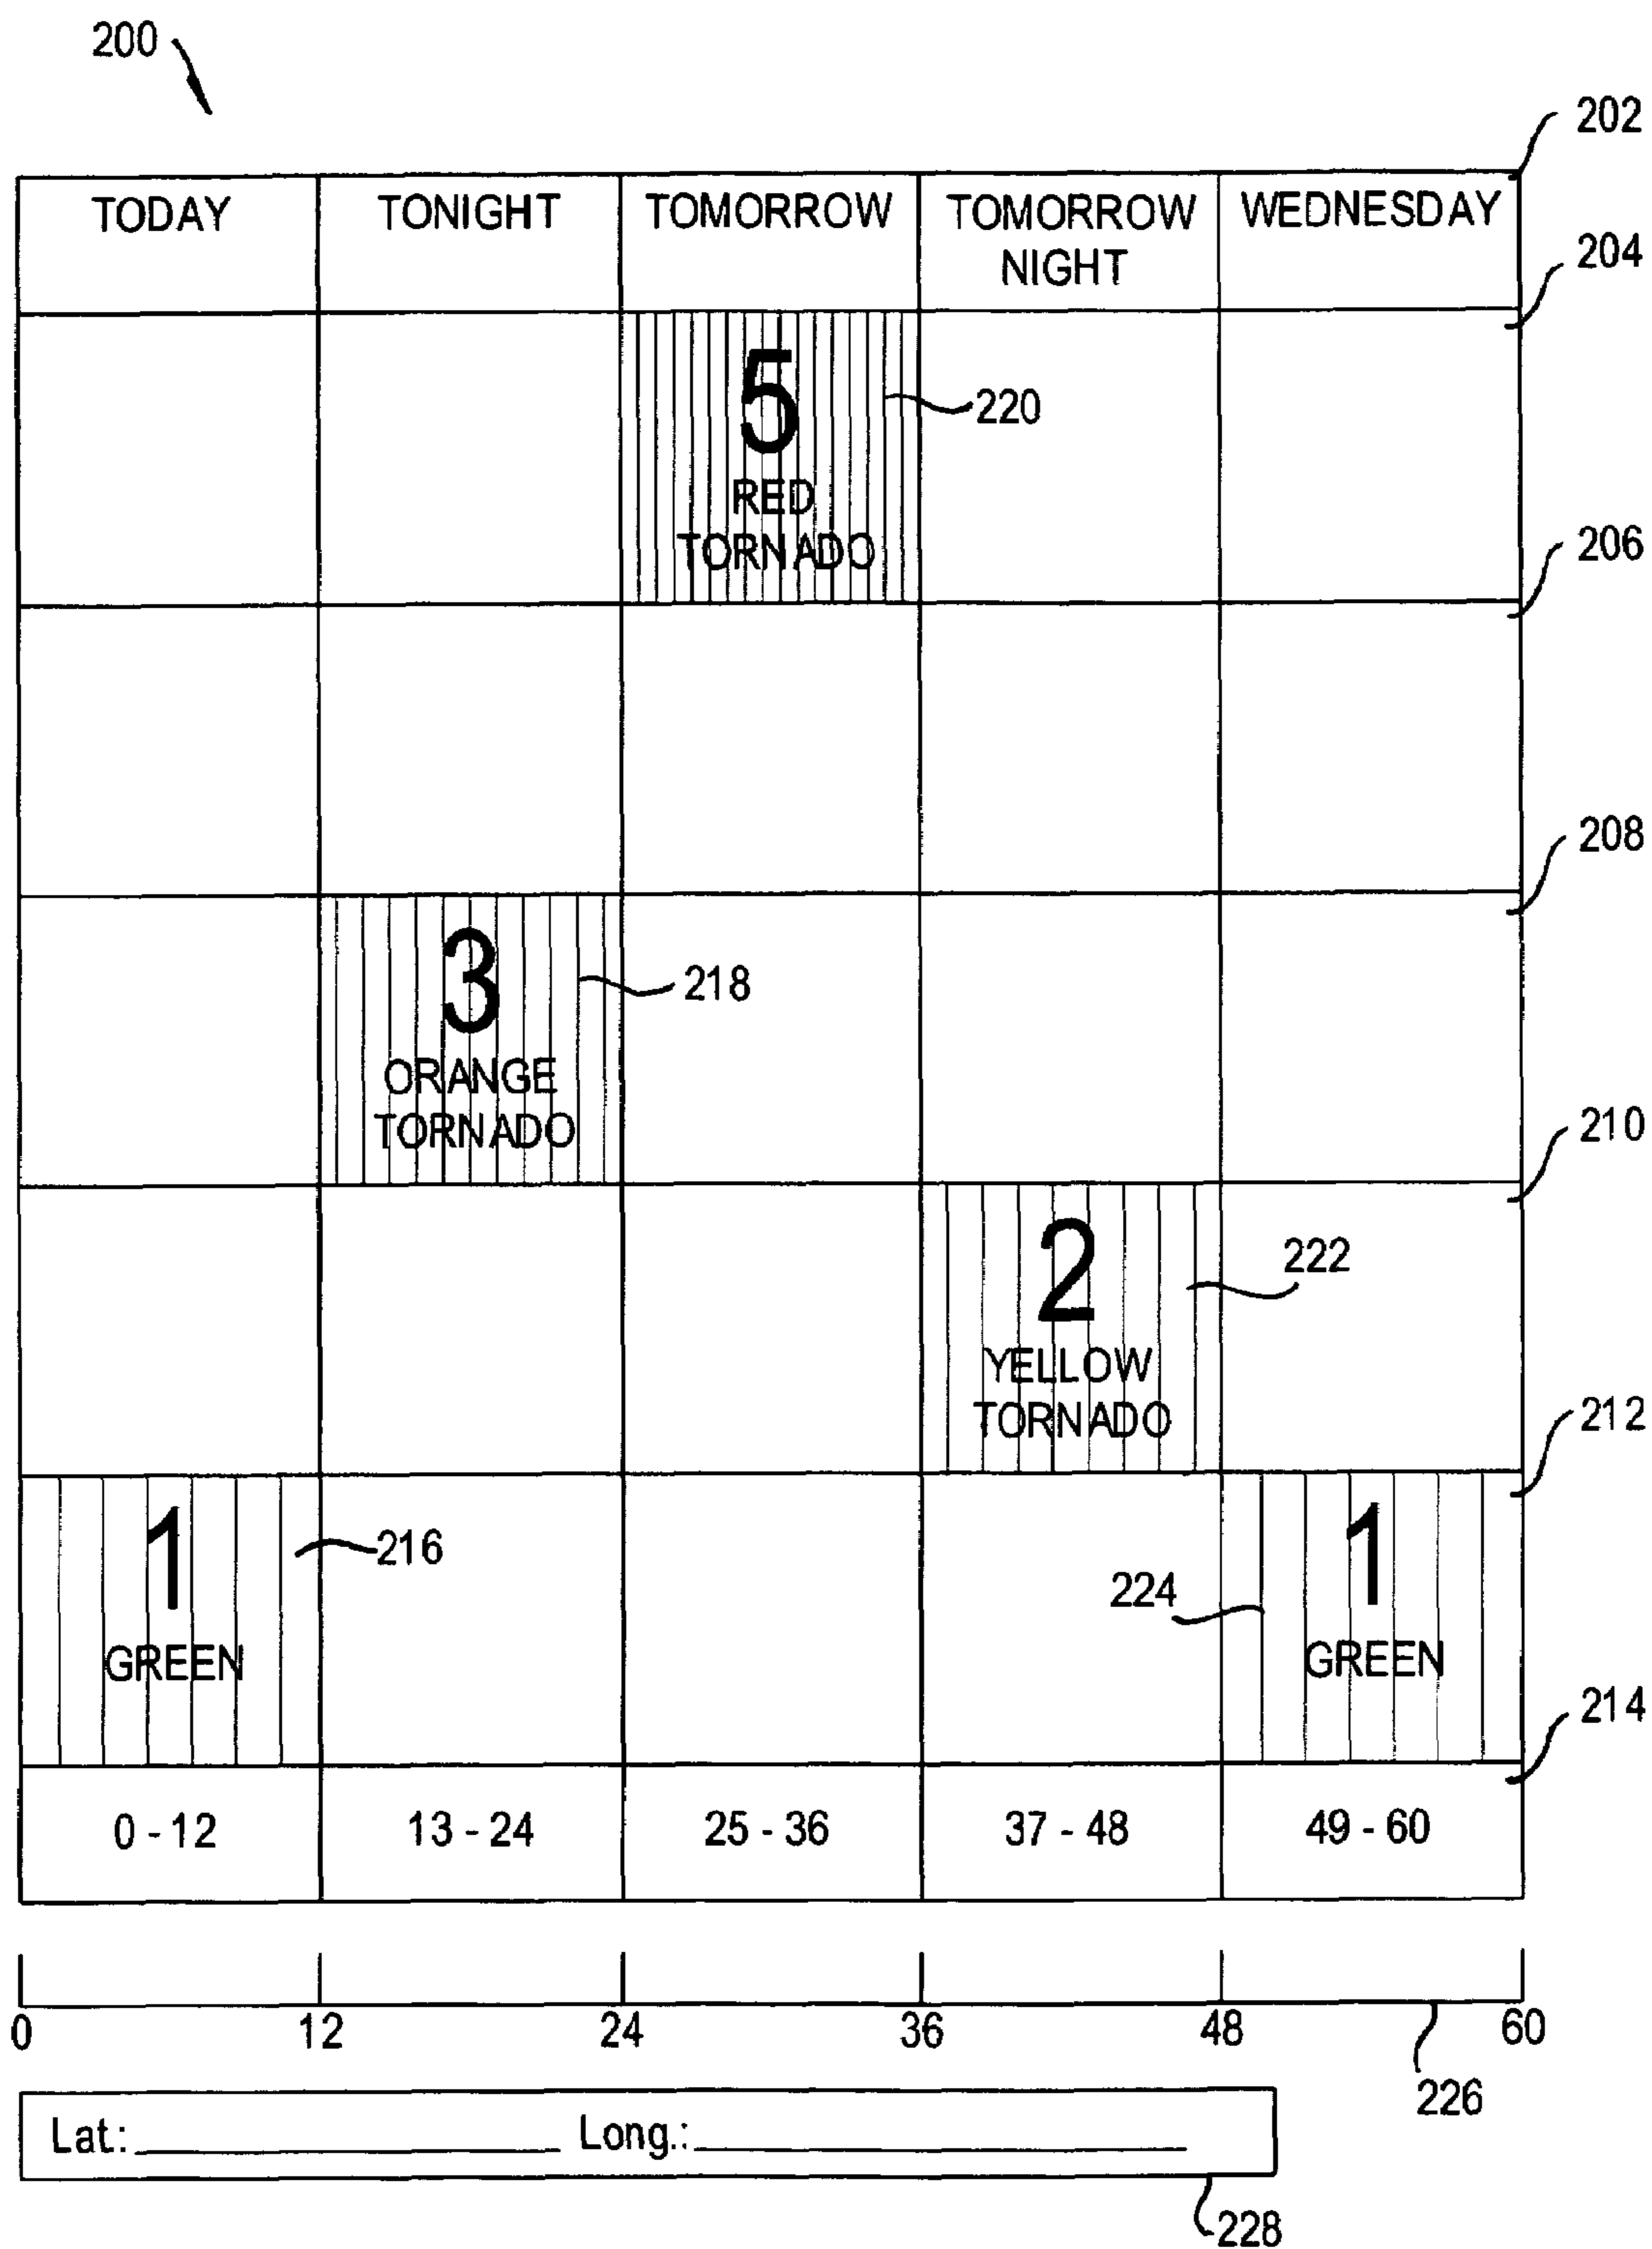 200
202
TODAY TONIGHT TOMORROW TOMORROW NIGHT WEDNESDAY
204
5
220
RED
TORNADO
206
208
3
218
ORANGE
TORNADO
210
2
222
YELLOW
TORNADO
212
1
216
GREEN
224
1
GREEN
214
0 - 12 13 - 24 25 - 36 37 - 48 49 - 60
0 12 24 36 48 60
226
Lat.: Long.:
228